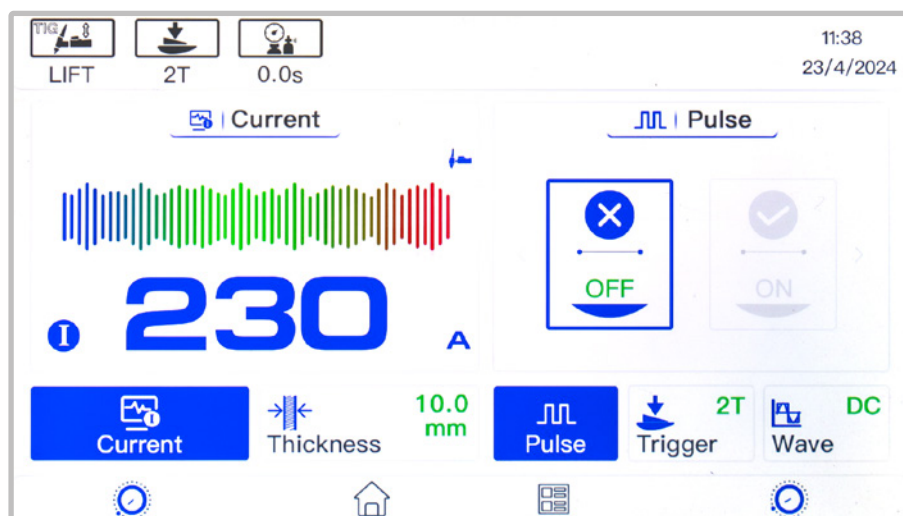 TIG
LIFT
2T
0.0s
11:38
23/4/2024
Current
Pulse
230
A
I
OFF
ON
Current
Thickness
10.0
mm
Pulse
Trigger
2T
Wave
DC